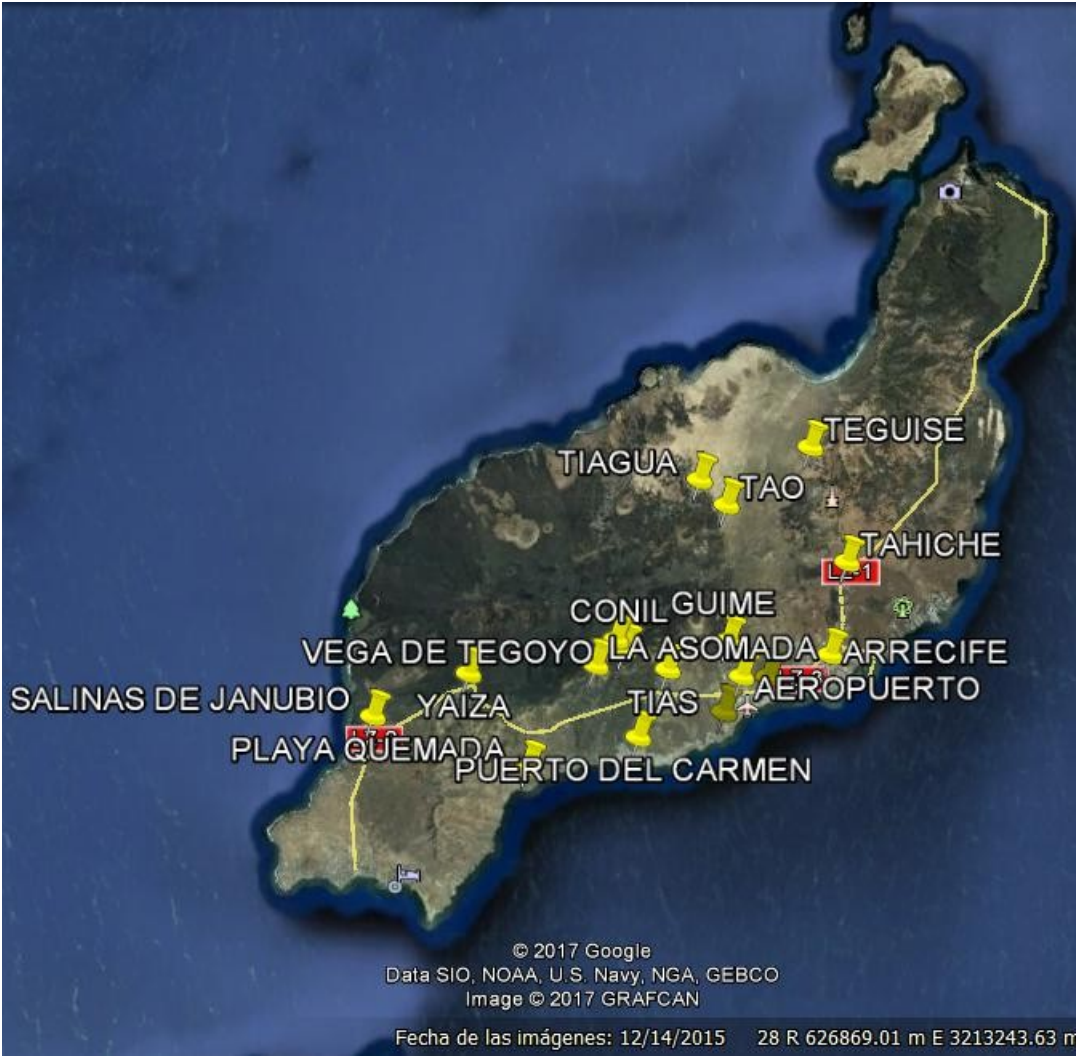 TEGUISE
TIAGUA
TAO
TAHICHE
CONIL
GUIME
VEGA DE TEGOYO
LA ASOMADA
ARRECIFE
SALINAS DE JANUBIO
YAIZA
TIAS
AEROPUERTO
PLAYA QUEMADA
PUERTO DEL CARMEN
© 2017 Google
Data SIO, NOAA, U.S. Navy, NGA, GEBCO
Image © 2017 GRAFCAN
Fecha de las imágenes: 12/14/2015 28 R 626869.01 m E 3213243.63 m